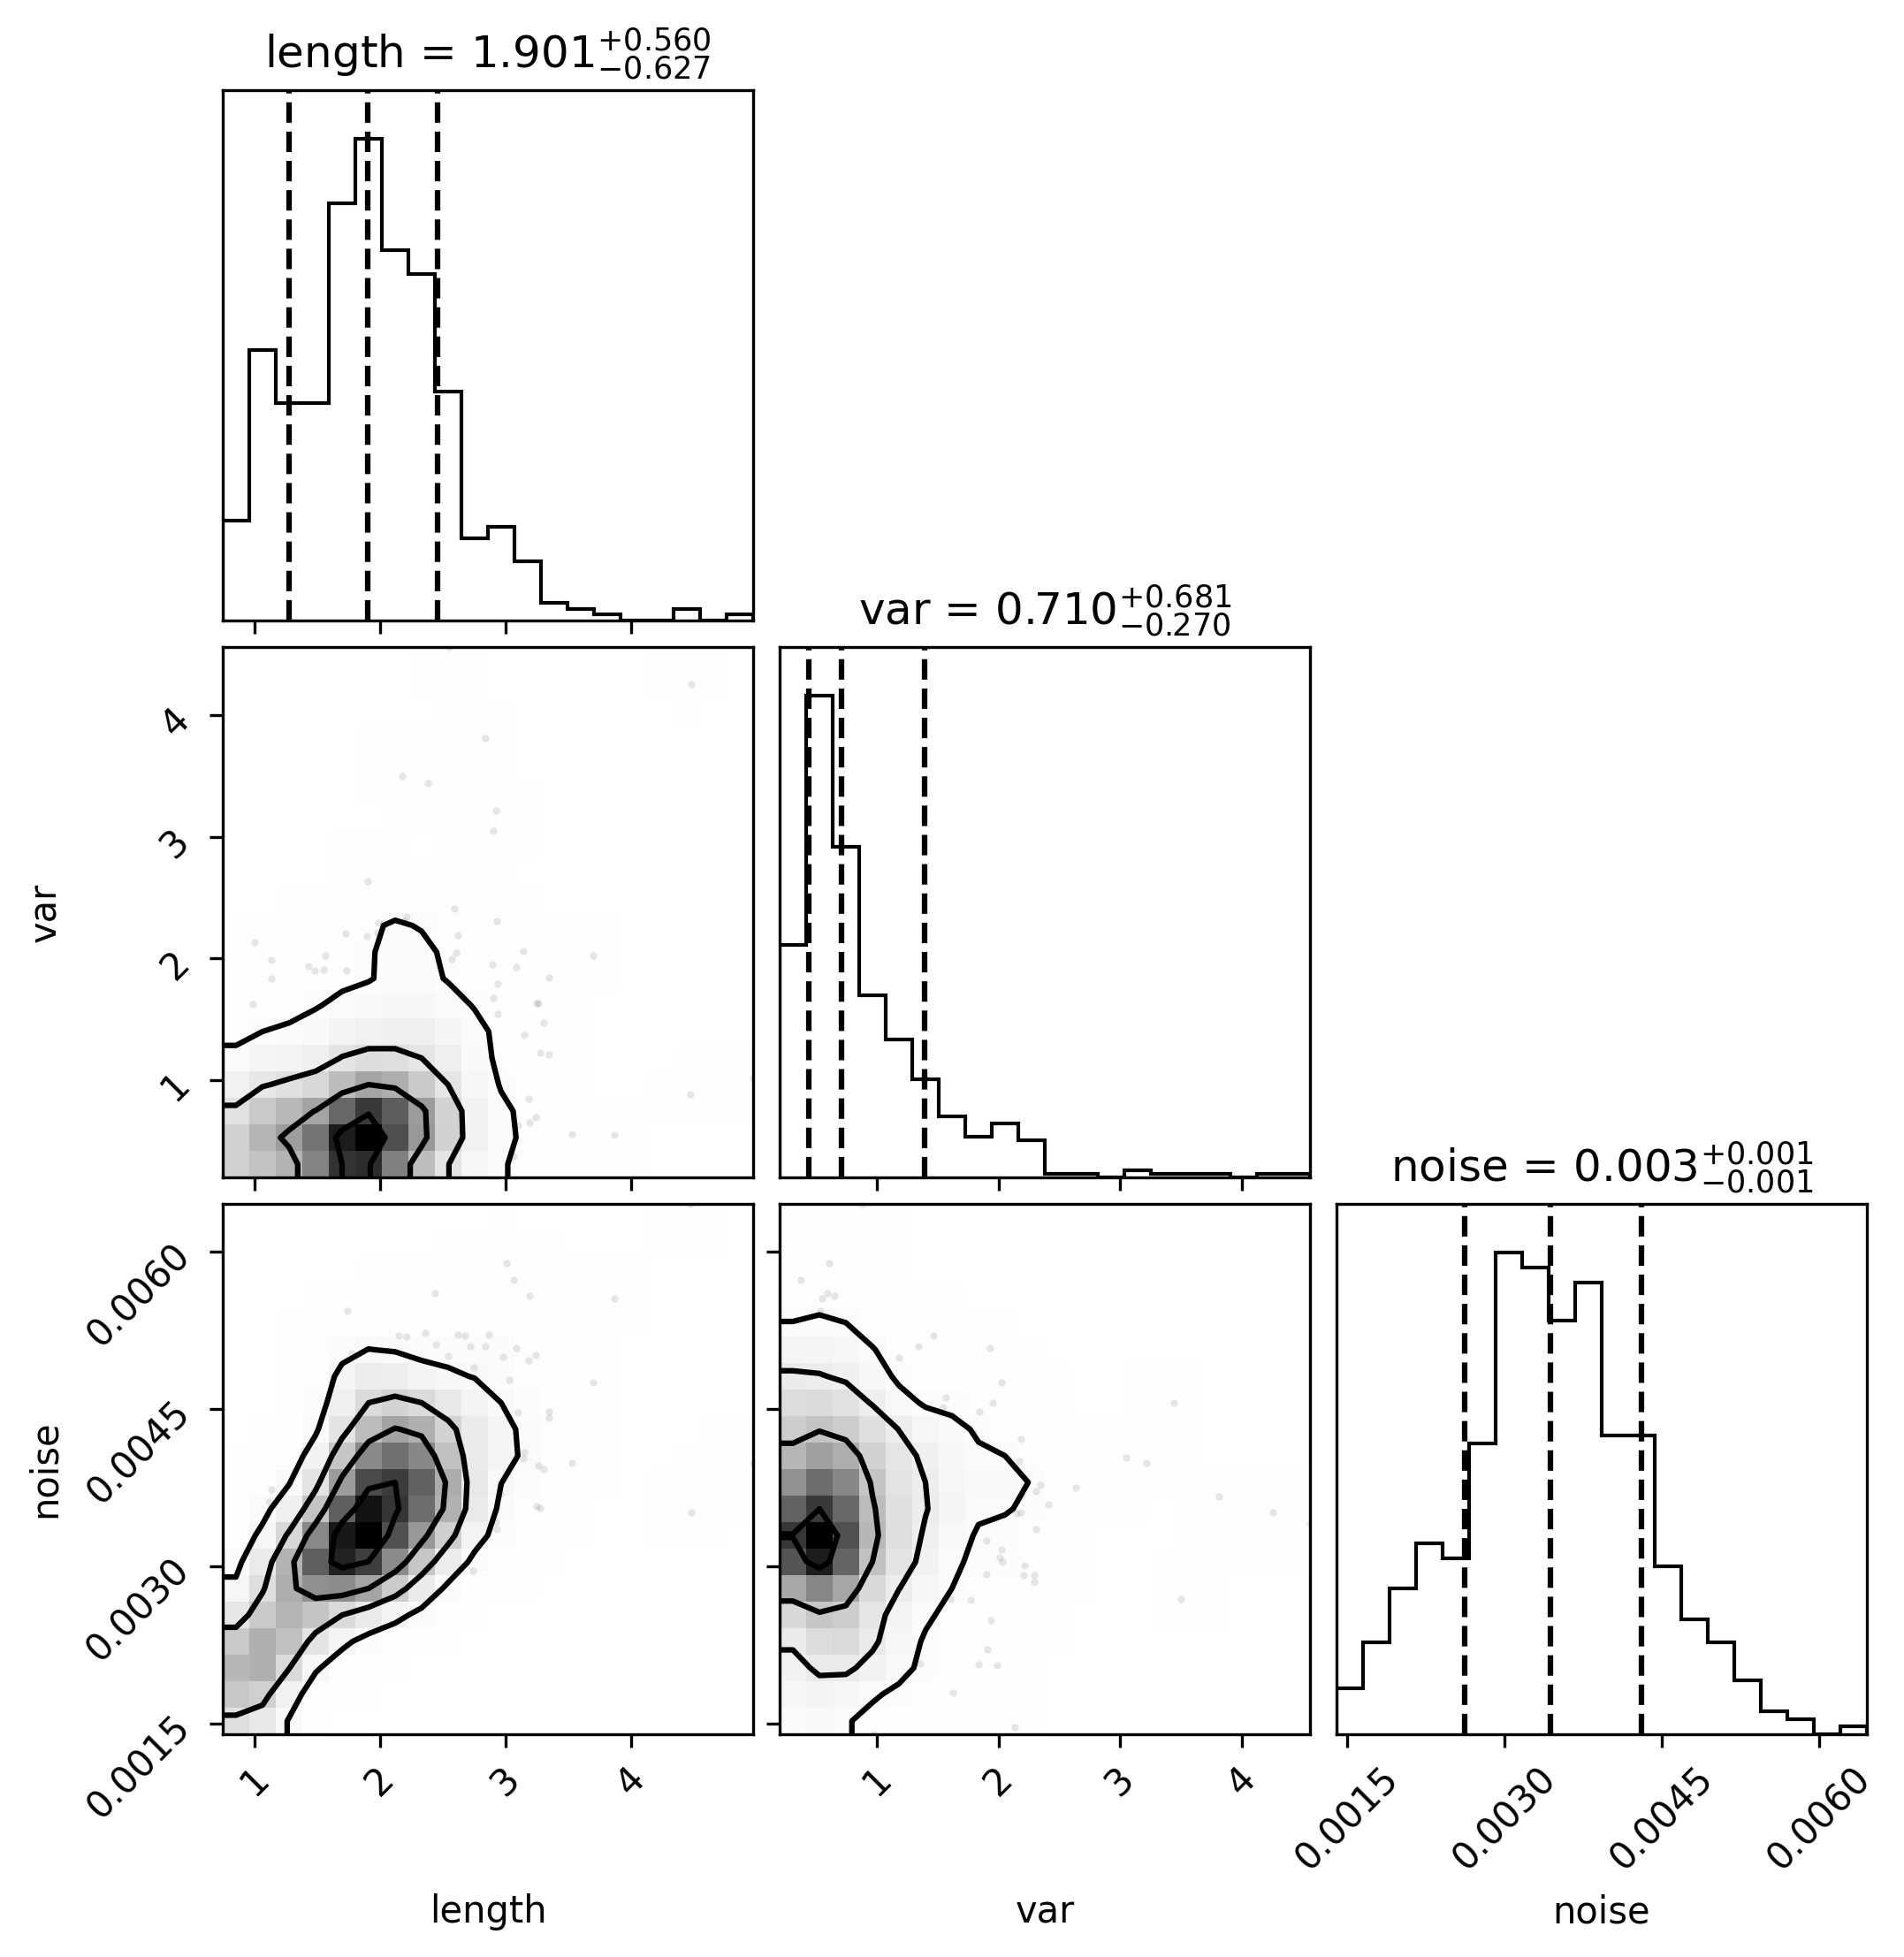 length = 1.901+0.560 −0.627
var = 0.710+0.681 −0.270
4
3
2
1
var
noise = 0.003+0.001 −0.001
0.0060
0.0045
0.0030
0.0015
noise
1 2 3 4
1 2 3 4
0.0015 0.0030 0.0045 0.0060
length var noise